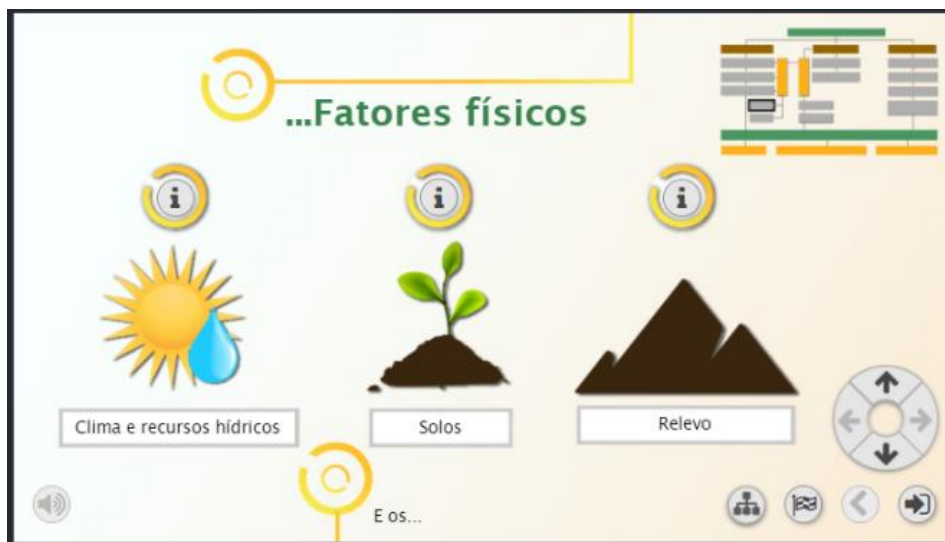 ...Fatores físicos
i
i
i
Clima e recursos hídricos
Solos
Relevo
E os...